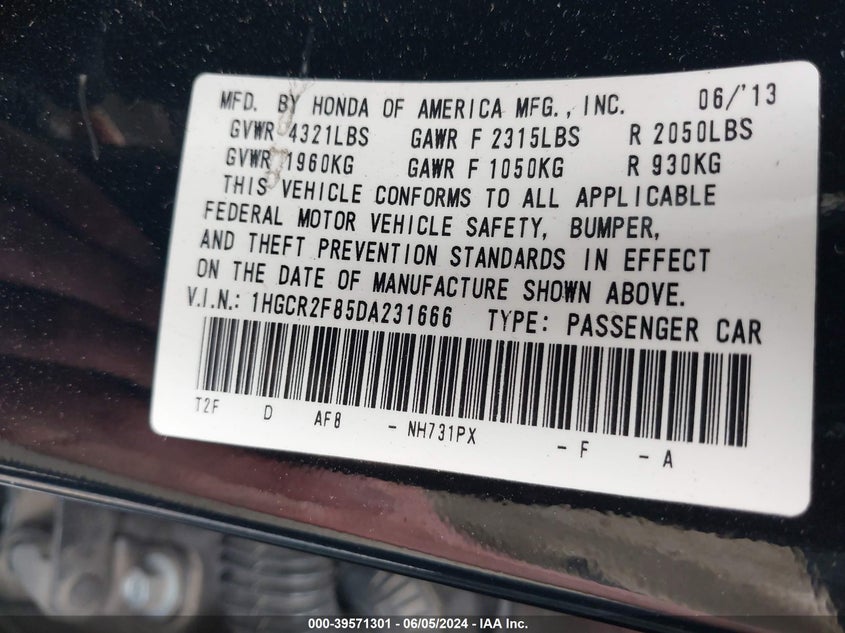 MFD. BY HONDA OF AMERICA MFG., INC. 06/'13
GVWR 4321LBS GAWR F 2315LBS R 2050LBS
GVWR 1960KG GAWR F 1050KG R 930KG
THIS VEHICLE CONFORMS TO ALL APPLICABLE
FEDERAL MOTOR VEHICLE SAFETY, BUMPER,
AND THEFT PREVENTION STANDARDS IN EFFECT
ON THE DATE OF MANUFACTURE SHOWN ABOVE.
V.I.N.: 1HGCR2F85DA231666 TYPE: PASSENGER CAR
T2F D AF8 - NH731PX - F - A
000-39571301 / 06/05/2024 - IAA Inc.